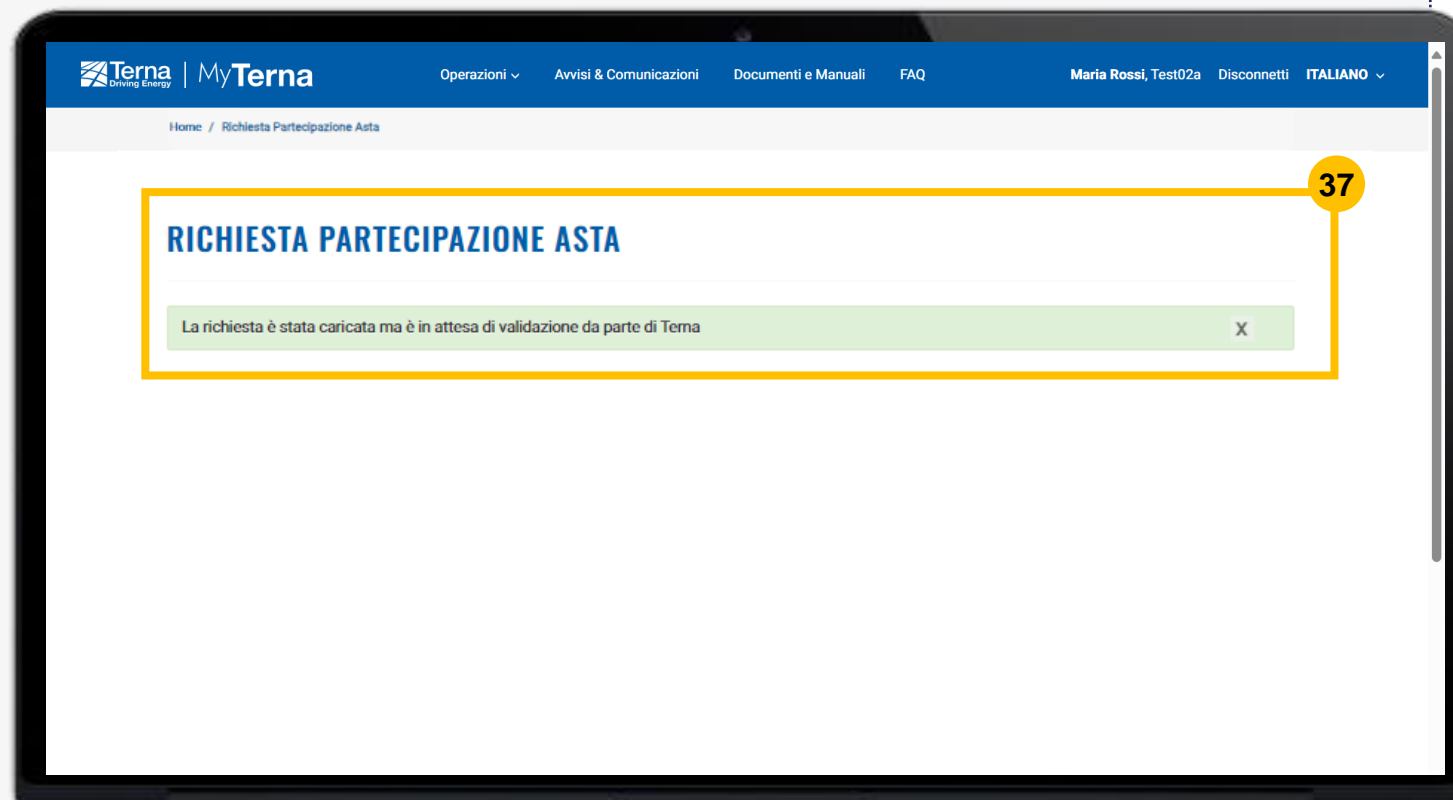 Terna
Driving Energy
MyTerna
Operazioni
Avvisi & Comunicazioni
Documenti e Manuali
FAQ
Maria Rossi, Test02a
Disconnetti
ITALIANO
Home / Richiesta Partecipazione Asta
37
RICHIESTA PARTECIPAZIONE ASTA
La richiesta è stata caricata ma è in attesa di validazione da parte di Terna
X